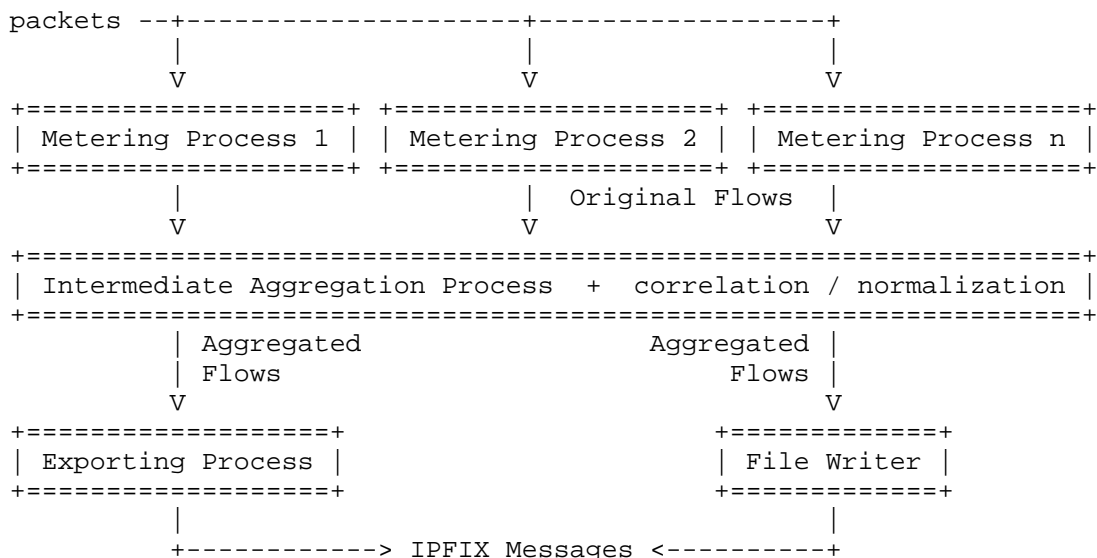 packets --+---------------------+------------------+
          |                     |                  |
          V                     V                  V
+====================+ +====================+ +====================+
| Metering Process 1 | | Metering Process 2 | | Metering Process n |
+====================+ +====================+ +====================+
          |                     |  Original Flows  |
          V                     V                  V
+==================================================================+
| Intermediate Aggregation Process  +  correlation / normalization |
+==================================================================+
          | Aggregated                  Aggregated |
          | Flows                            Flows |
          V                                        V
+===================+                       +=============+
| Exporting Process |                       | File Writer |
+===================+                       +=============+
          |                                        |
          +------------> IPFIX Messages <----------+